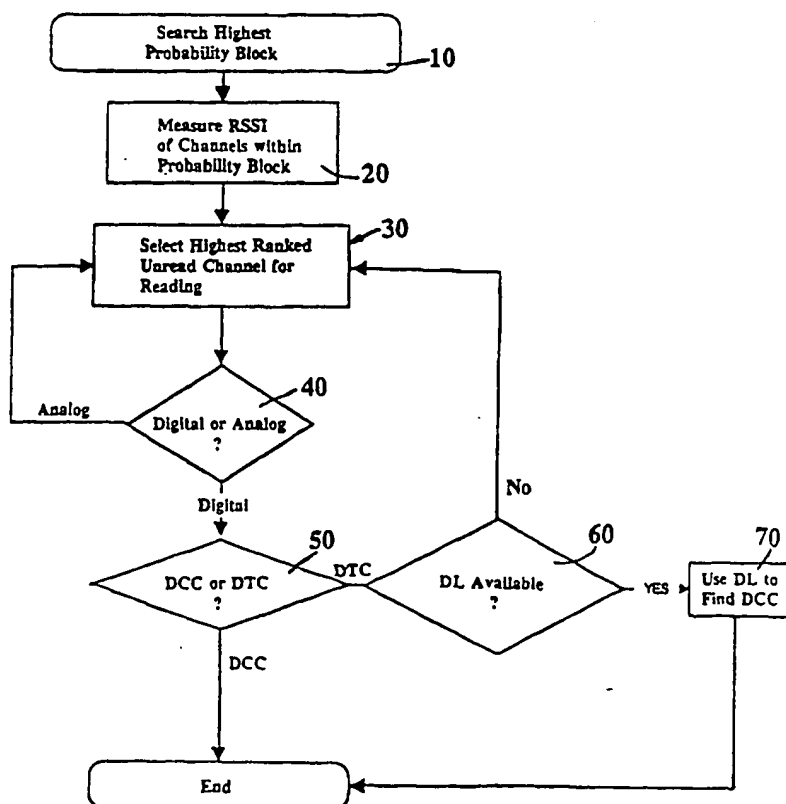 Search Highest
Probability Block
10
Measure RSSI
of Channels within
Probability Block
20
30
Select Highest Ranked
Unread Channel for
Reading
40
Analog
Digital or Analog
?
No
Digital
50
60
70
DCC or DTC
?
DTC
DL Available
?
YES
Use DL to
Find DCC
DCC
End